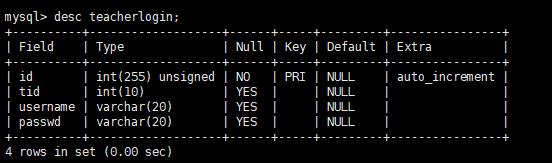 mysql> desc teacherlogin;
+----------+------------------+------+-----+---------+----------------+
| Field    | Type             | Null | Key | Default | Extra          |
+----------+------------------+------+-----+---------+----------------+
| id       | int(255) unsigned | NO   | PRI | NULL    | auto_increment |
| tid      | int(10)          | YES  |     | NULL    |                |
| username | varchar(20)      | YES  |     | NULL    |                |
| passwd   | varchar(20)      | YES  |     | NULL    |                |
+----------+------------------+------+-----+---------+----------------+
4 rows in set (0.00 sec)